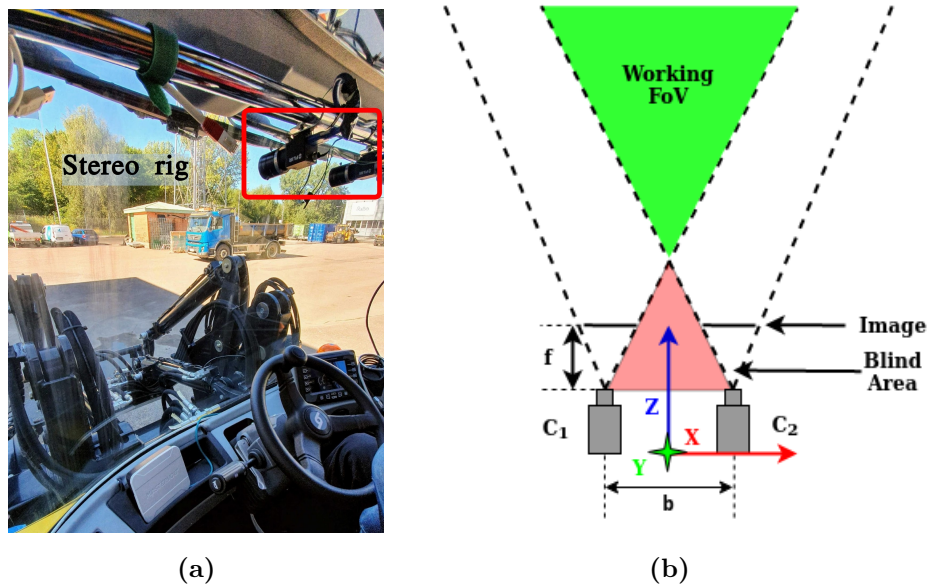 Stereo rig
(a)
Working
FoV
Image
f
Blind
Area
Z
C₁
X
C₂
Y
b
(b)